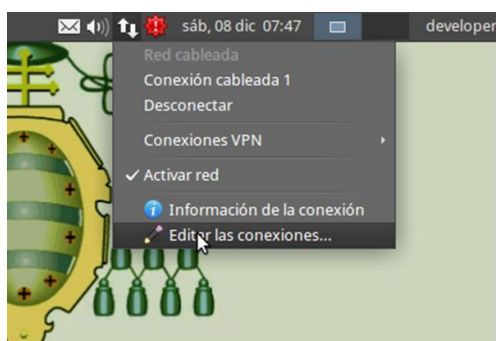 sáb, 08 dic 07:47 developer
Red cableada
Conexión cableada 1
Desconectar
Conexiones VPN
Activar red
Información de la conexión
Editar las conexiones...